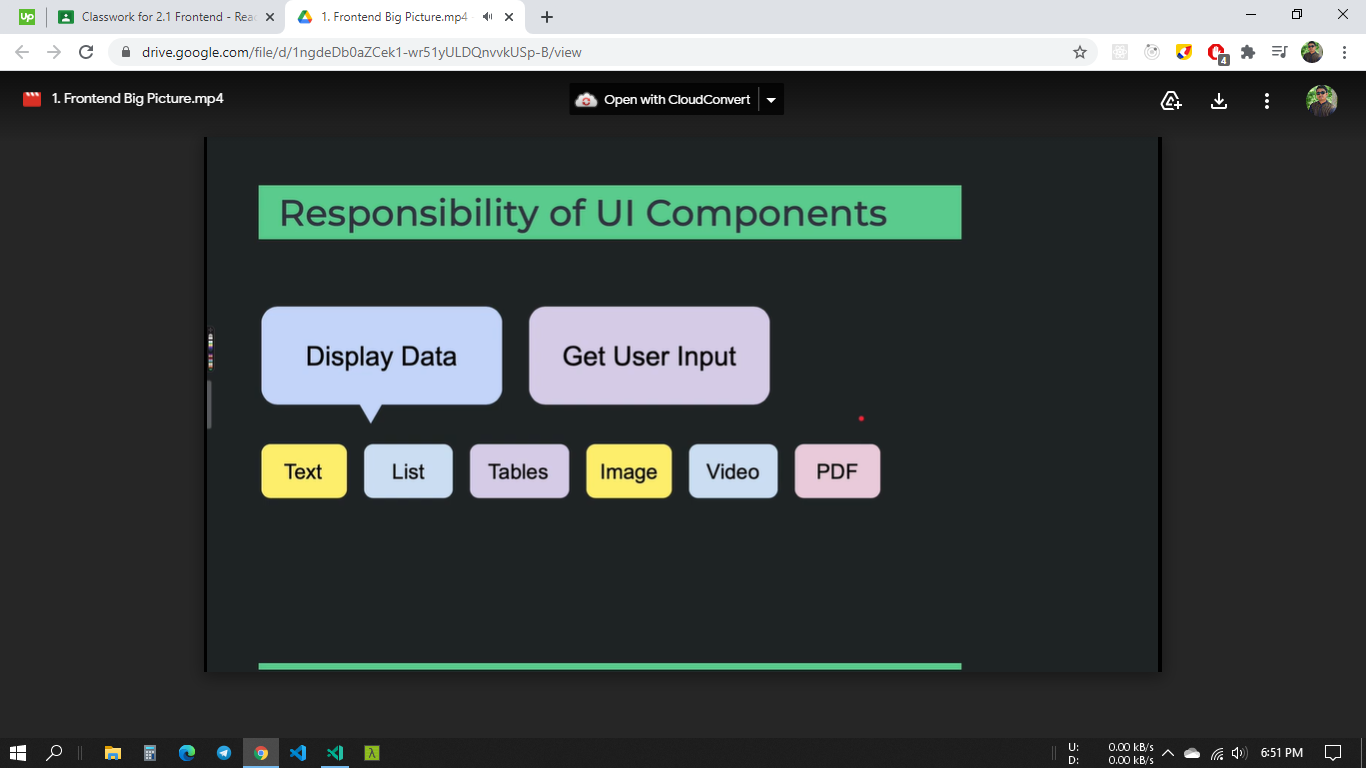 Up
Classwork for 2.1 Frontend - Rea
1. Frontend Big Picture.mp4
drive.google.com/file/d/1ngdeDb0aZCek1-wr51yULDQnvvkUSp-B/view
4
1. Frontend Big Picture.mp4
Open with CloudConvert
Responsibility of UI Components
Display Data
Get User Input
Text
List
Tables
Image
Video
PDF
U: 0.00 kB/s
D: 0.00 kB/s
6:51 PM